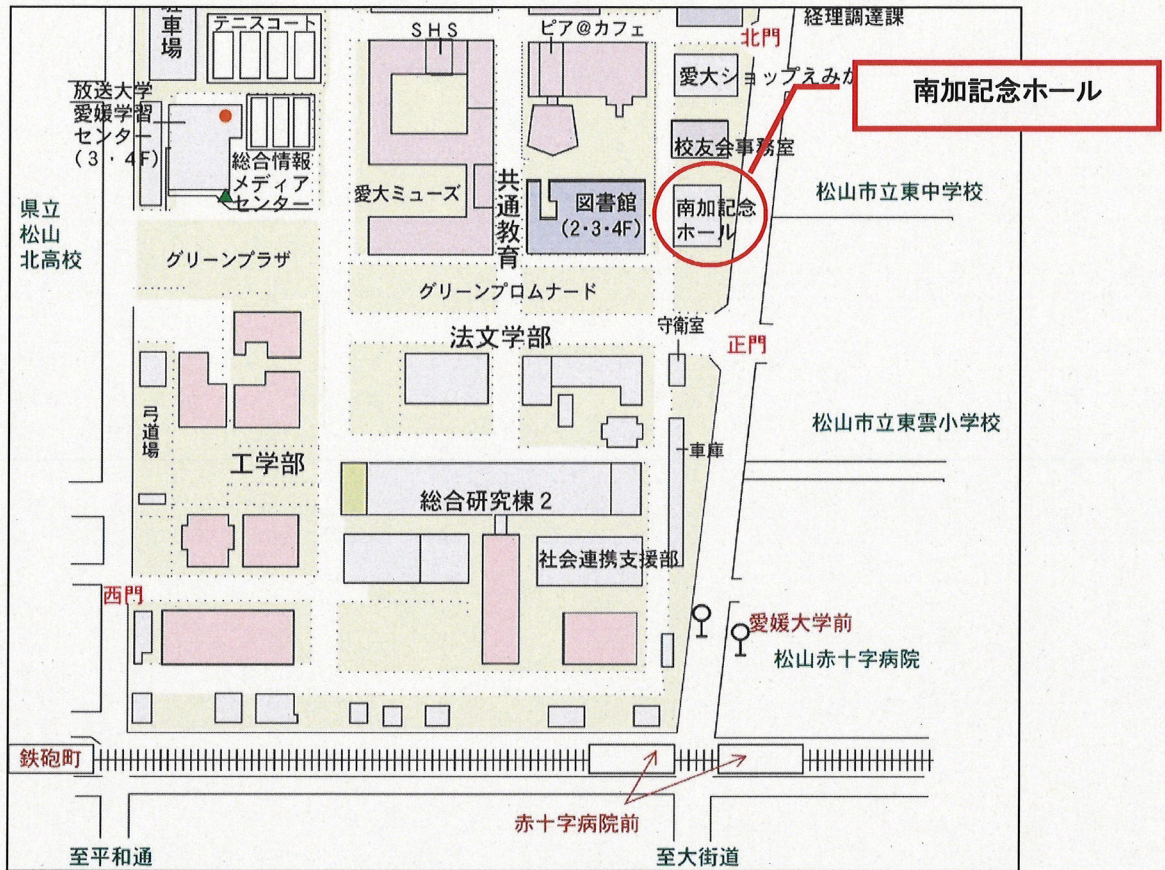 経理調達課
テニスコート
SHS
ピア@カフェ
北門
駐車場
愛大ショップえみか
南加記念ホール
放送大学
愛媛学習
センター
(3・4F)
総合情報
メディア
センター
校友会事務室
愛大ミューズ
共通教育
図書館
(2・3・4F)
南加記念
ホール
松山市立東中学校
県立
松山
北高校
グリーンプラザ
グリーンプロムナード
守衛室
法文学部
正門
弓道場
松山市立東雲小学校
車庫
工学部
総合研究棟2
社会連携支援部
西門
愛媛大学前
松山赤十字病院
鉄砲町
赤十字病院前
至平和通
至大街道